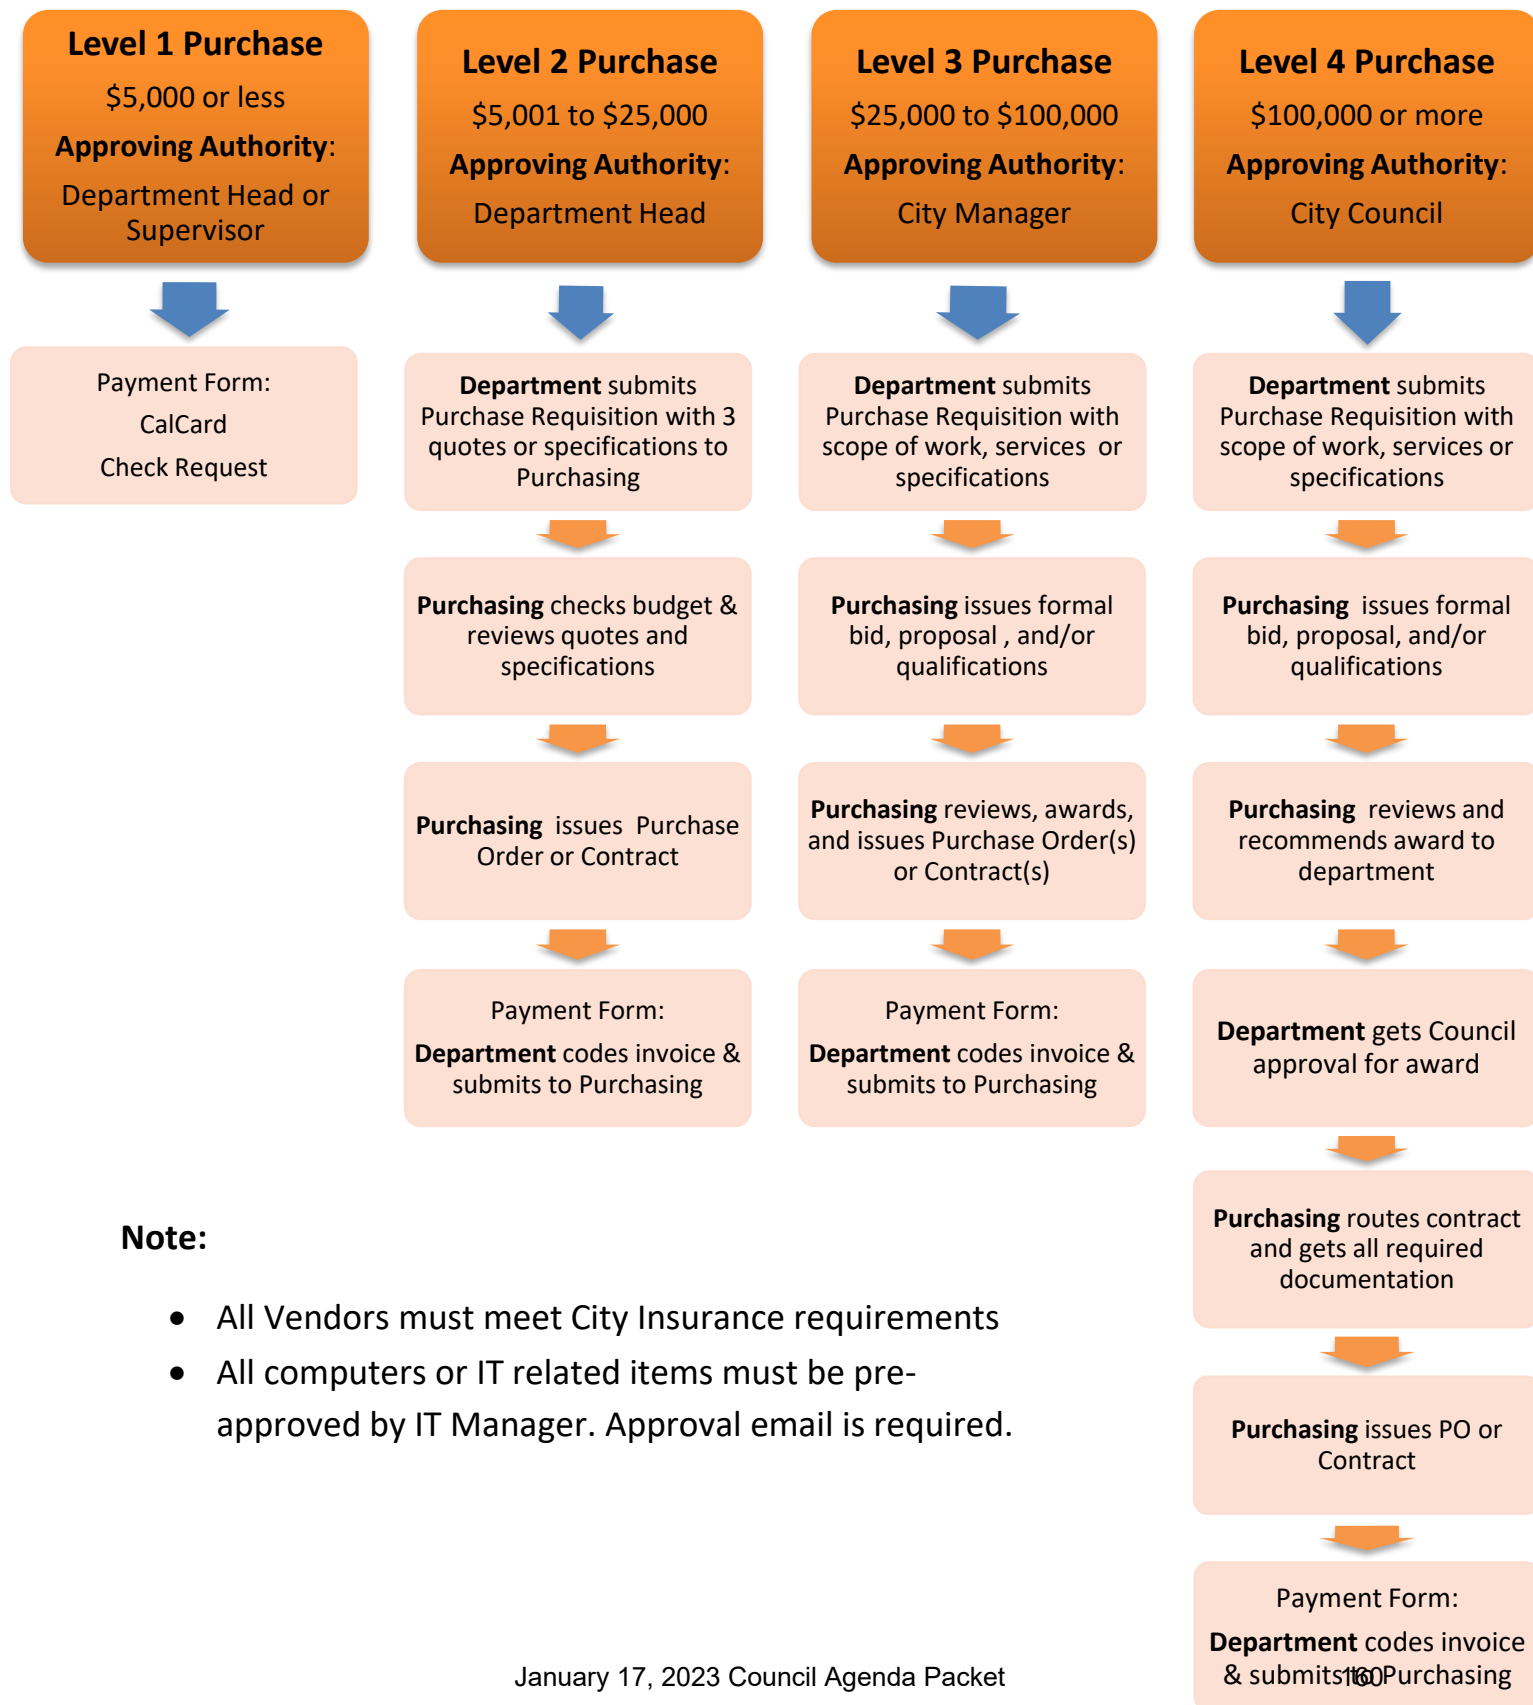 Level 1 Purchase
$5,000 or less
Approving Authority:
Department Head or
Supervisor
Payment Form:
CalCard
Check Request
Level 2 Purchase
$5,001 to $25,000
Approving Authority:
Department Head
Department submits
Purchase Requisition with 3
quotes or specifications to
Purchasing
Purchasing checks budget &
reviews quotes and
specifications
Purchasing issues Purchase
Order or Contract
Payment Form:
Department codes invoice &
submits to Purchasing
Level 3 Purchase
$25,000 to $100,000
Approving Authority:
City Manager
Department submits
Purchase Requisition with
scope of work, services or
specifications
Purchasing issues formal
bid, proposal , and/or
qualifications
Purchasing reviews, awards,
and issues Purchase Order(s)
or Contract(s)
Payment Form:
Department codes invoice &
submits to Purchasing
Level 4 Purchase
$100,000 or more
Approving Authority:
City Council
Department submits
Purchase Requisition with
scope of work, services or
specifications
Purchasing issues formal
bid, proposal, and/or
qualifications
Purchasing reviews and
recommends award to
department
Department gets Council
approval for award
Purchasing routes contract
and gets all required
documentation
Purchasing issues PO or
Contract
Payment Form:
Department codes invoice
& submits to Purchasing
Note:
• All Vendors must meet City Insurance requirements
• All computers or IT related items must be pre-
approved by IT Manager. Approval email is required.
January 17, 2023 Council Agenda Packet
160